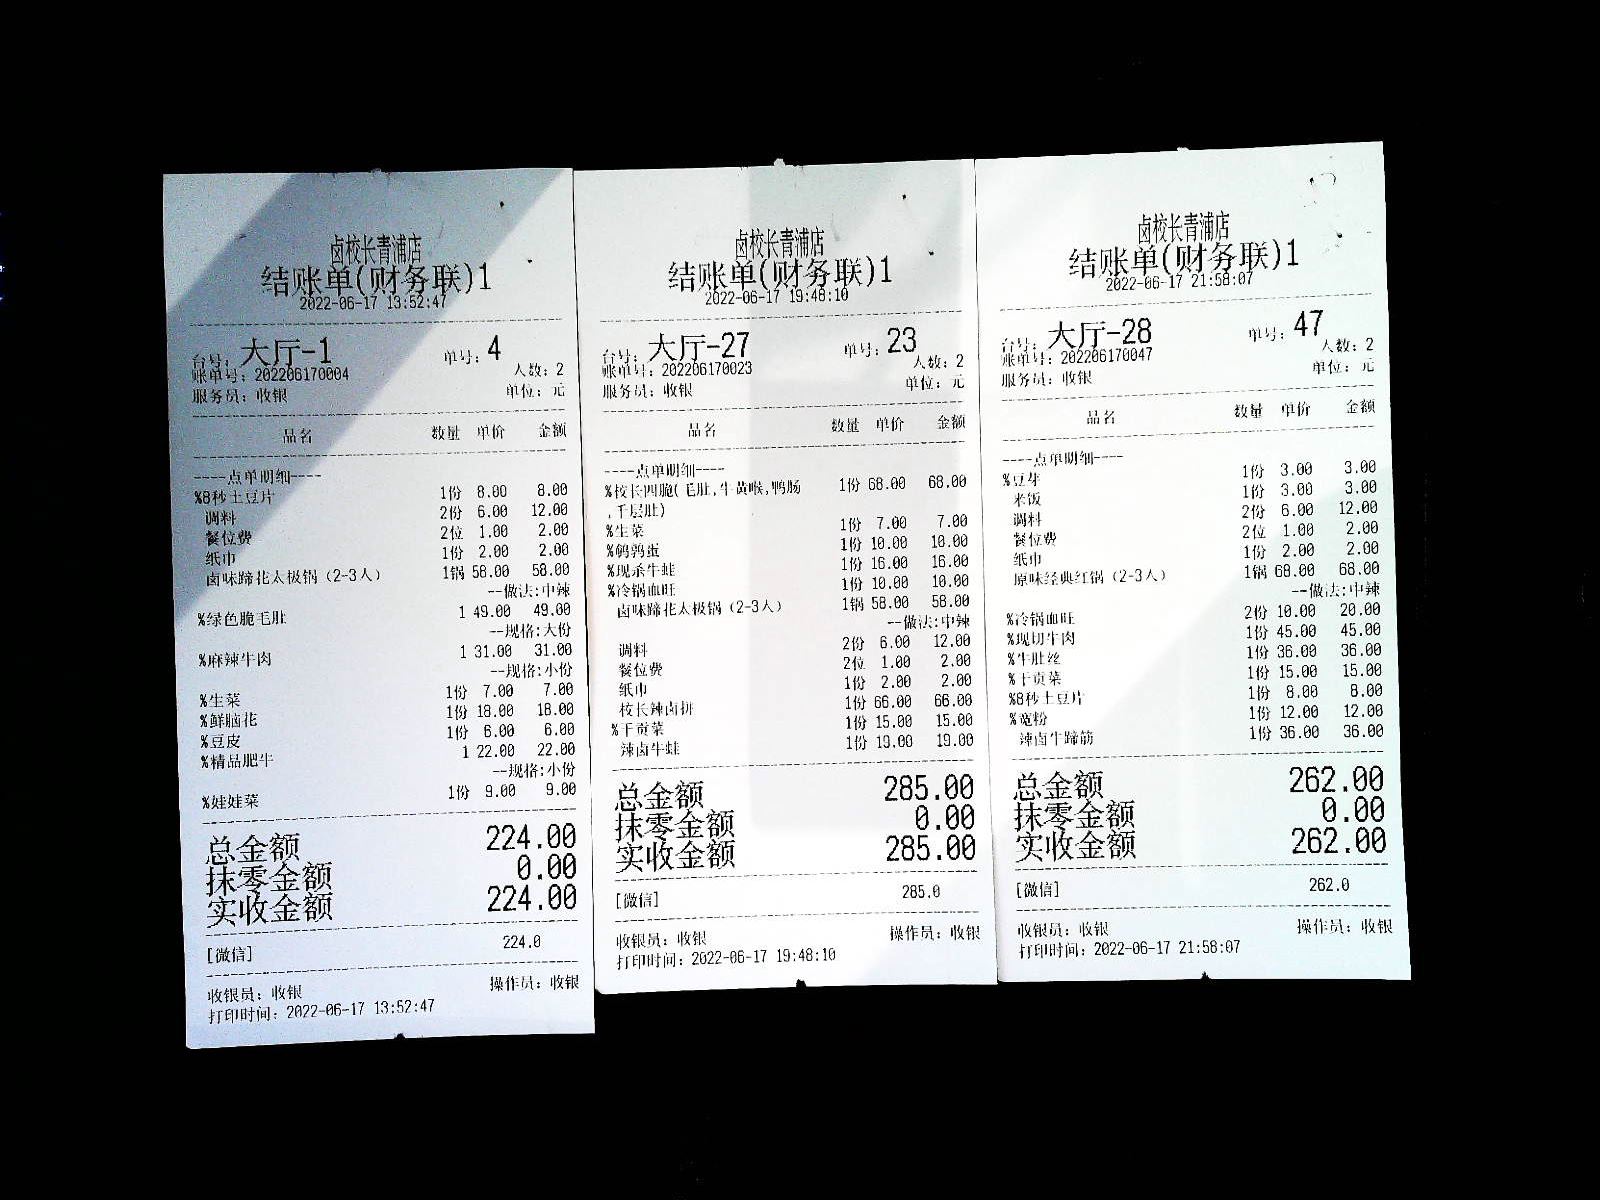 卤校长青浦店
结账单(财务联)1
2022-06-17 13:52:47
台号: 大厅-1 单号: 4
账单号: 202206170004 人数: 2
服务员: 收银 单位: 元
品名 数量 单价 金额
----点单明细----
%8秒土豆片 1份 8.00 8.00
调料 2份 6.00 12.00
餐位费 2位 1.00 2.00
纸巾 1份 2.00 2.00
卤味蹄花太极锅(2-3人) 1锅 58.00 58.00
--做法:中辣
%绿色脆毛肚 1 49.00 49.00
--规格:大份
%麻辣牛肉 1 31.00 31.00
--规格:小份
%生菜 1份 7.00 7.00
%鲜脑花 1份 18.00 18.00
%豆皮 1份 6.00 6.00
%精品肥牛 1 22.00 22.00
--规格:小份
%娃娃菜 1份 9.00 9.00
总金额 224.00
抹零金额 0.00
实收金额 224.00
[微信] 224.0
收银员: 收银 操作员: 收银
打印时间: 2022-06-17 13:52:47
卤校长青浦店
结账单(财务联)1
2022-06-17 19:48:10
台号: 大厅-27 单号: 23
账单号: 202206170023 人数: 2
服务员: 收银 单位: 元
品名 数量 单价 金额
----点单明细----
%校长四脆(毛肚,牛黄喉,鸭肠 1份 68.00 68.00
,千层肚)
%生菜 1份 7.00 7.00
%鹌鹑蛋 1份 10.00 10.00
%现杀牛蛙 1份 16.00 16.00
%冷锅血旺 1份 10.00 10.00
卤味蹄花太极锅(2-3人) 1锅 58.00 58.00
--做法:中辣
调料 2份 6.00 12.00
餐位费 2位 1.00 2.00
纸巾 1份 2.00 2.00
校长辣卤拼 1份 66.00 66.00
%干贡菜 1份 15.00 15.00
辣卤牛蛙 1份 19.00 19.00
总金额 285.00
抹零金额 0.00
实收金额 285.00
[微信] 285.0
收银员: 收银 操作员: 收银
打印时间: 2022-06-17 19:48:10
卤校长青浦店
结账单(财务联)1
2022-06-17 21:58:07
台号: 大厅-28 单号: 47
账单号: 202206170047 人数: 2
服务员: 收银 单位: 元
品名 数量 单价 金额
----点单明细----
%豆芽 1份 3.00 3.00
米饭 1份 3.00 3.00
调料 2份 6.00 12.00
餐位费 2位 1.00 2.00
纸巾 1份 2.00 2.00
原味经典红锅(2-3人) 1锅 68.00 68.00
--做法:中辣
%冷锅血旺 2份 10.00 20.00
%现切牛肉 1份 45.00 45.00
%牛肚丝 1份 36.00 36.00
%干贡菜 1份 15.00 15.00
%8秒土豆片 1份 8.00 8.00
%宽粉 1份 12.00 12.00
辣卤牛蹄筋 1份 36.00 36.00
总金额 262.00
抹零金额 0.00
实收金额 262.00
[微信] 262.0
收银员: 收银 操作员: 收银
打印时间: 2022-06-17 21:58:07